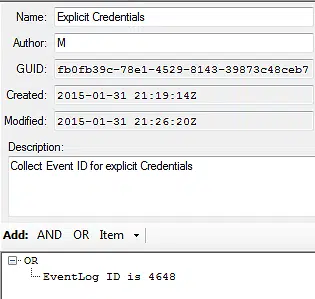 Name: Explicit Credentials
Author: M
GUID: fb0fb39c-78e1-4529-8143-39873c48ceb7
Created: 2015-01-31 21:19:14Z
Modified: 2015-01-31 21:26:20Z
Description:
Collect Event ID for explicit Credentials
Add: AND OR Item
OR
EventLog ID is 4648